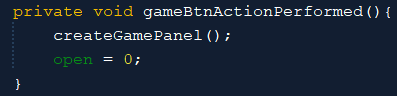 private void gameBtnActionPerformed(){
    createGamePanel();
    open = 0;
}